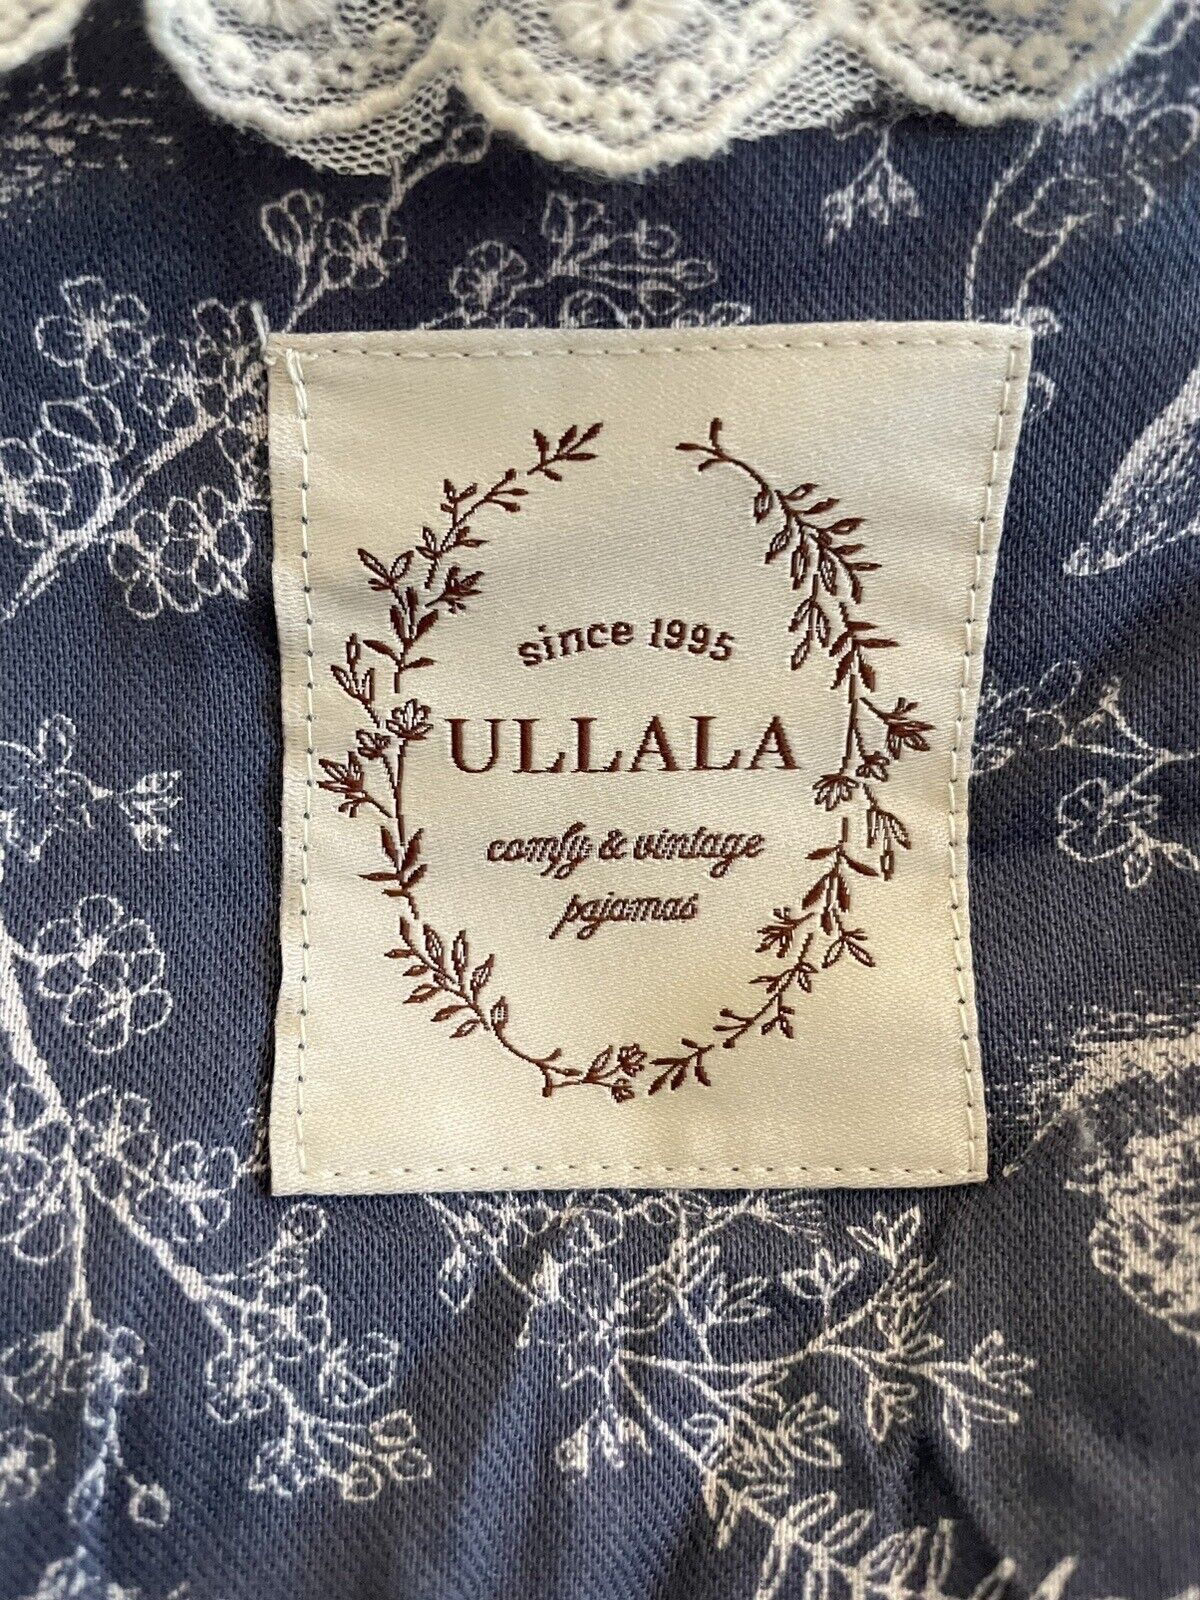 since 1995
ULLALA
comfy & vintage
pajamas